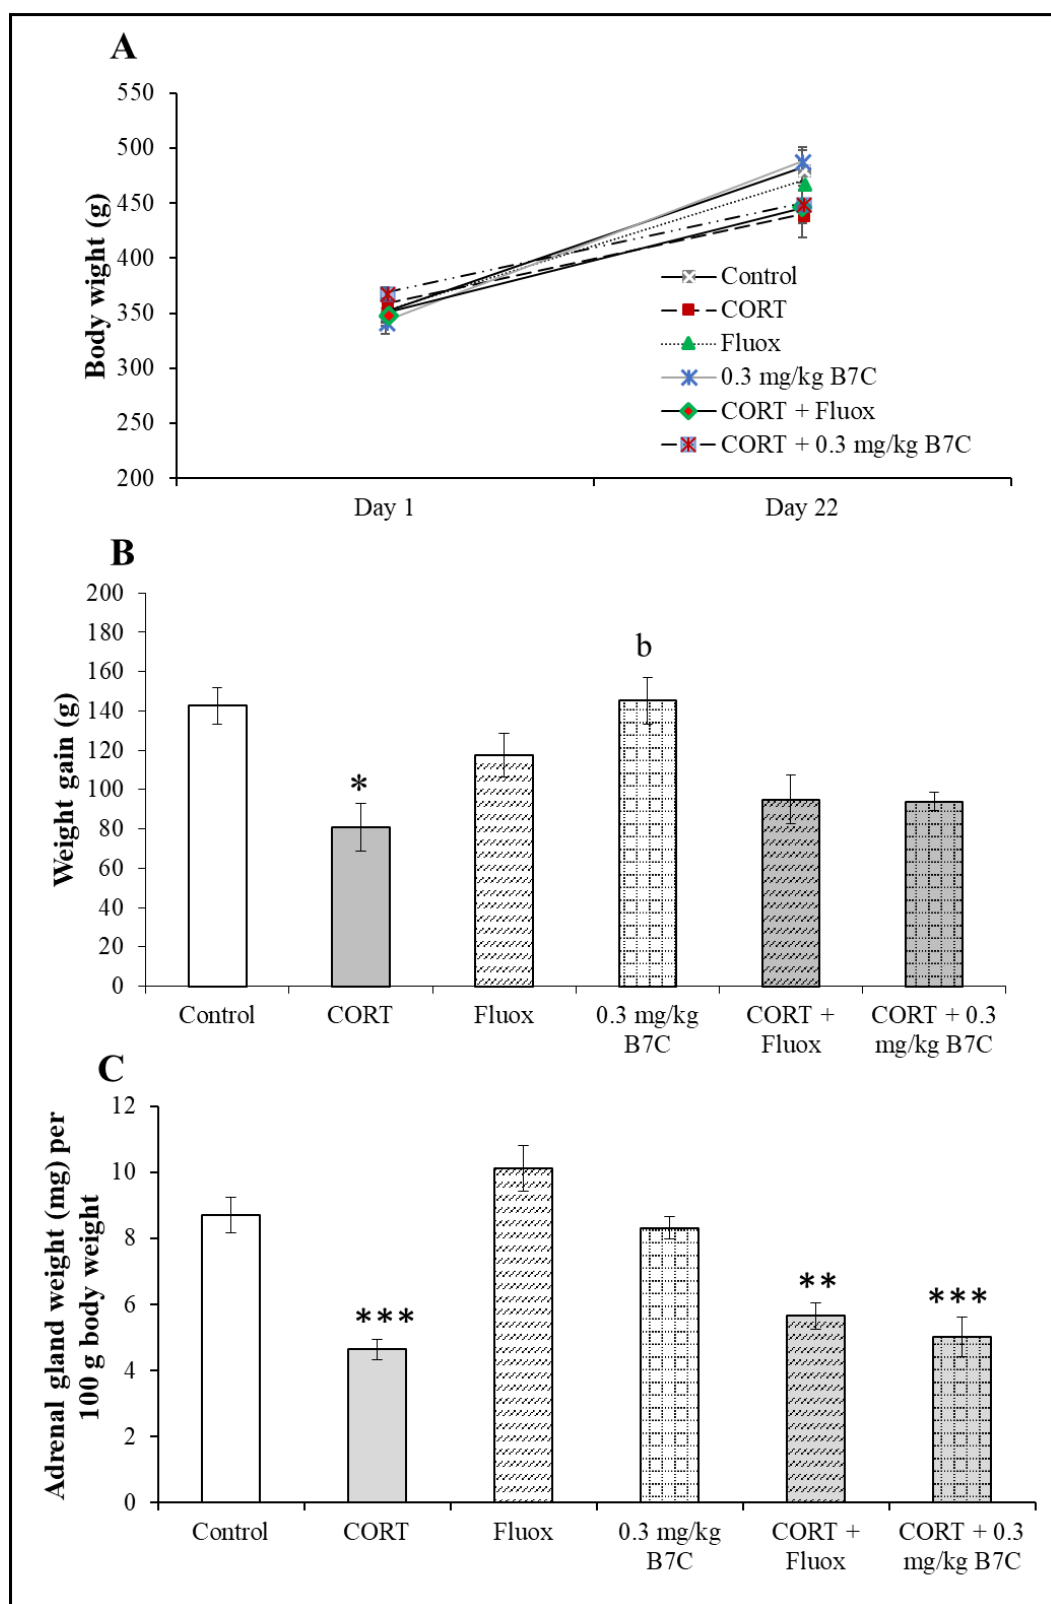 A
550
500
450
400
350
300
250
200
Body wight (g)
Control
CORT
Fluox
0.3 mg/kg B7C
CORT + Fluox
CORT + 0.3 mg/kg B7C
Day 1
Day 22
B
200
180
160
140
120
100
80
60
40
20
0
Weight gain (g)
*
b
Control
CORT
Fluox
0.3 mg/kg
B7C
CORT +
Fluox
CORT + 0.3
mg/kg B7C
C
12
10
8
6
4
2
0
Adrenal gland weight (mg) per
100 g body weight
***
**
***
Control
CORT
Fluox
0.3 mg/kg
B7C
CORT +
Fluox
CORT + 0.3
mg/kg B7C